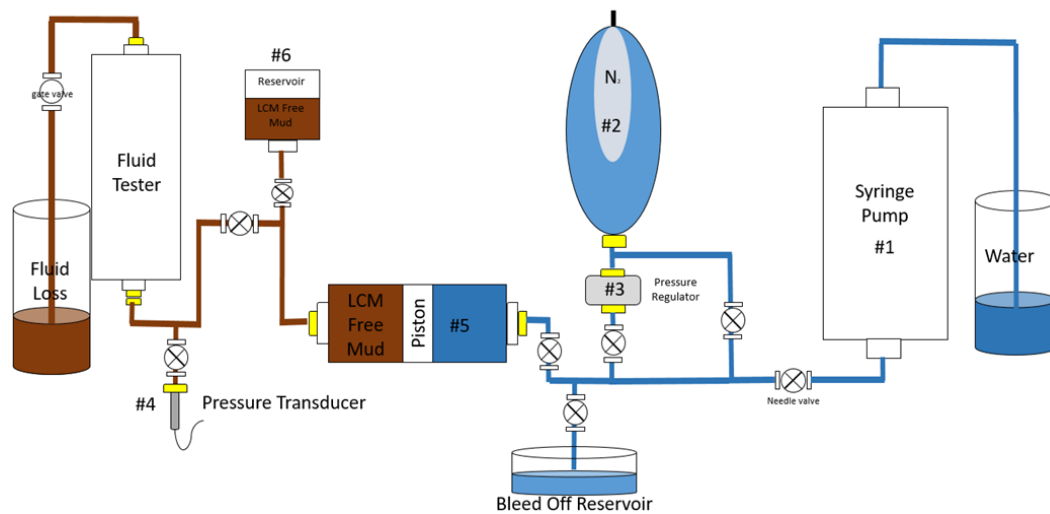 #6
Reservoir
LCM Free
Mud
gate valve
Fluid
Tester
Fluid
Loss
#4
Pressure Transducer
LCM
Free
Mud
Piston
#5
N₂
#2
#3
Pressure
Regulator
Bleed Off Reservoir
Needle valve
Syringe
Pump
#1
Water